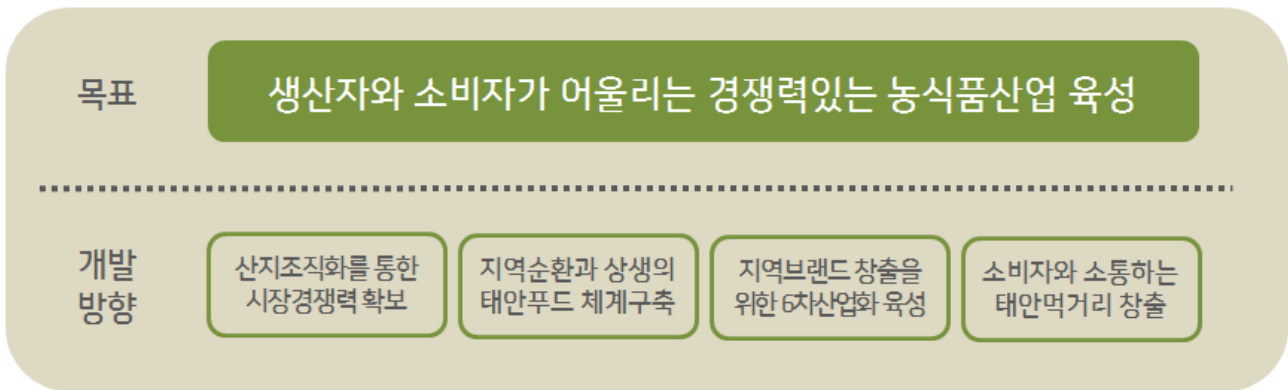 목표
생산자와 소비자가 어울리는 경쟁력있는 농식품산업 육성
개발
방향
산지조직화를 통한
시장경쟁력 확보
지역순환과 상생의
태안푸드 체계구축
지역브랜드 창출을
위한 6차산업화 육성
소비자와 소통하는
태안먹거리 창출